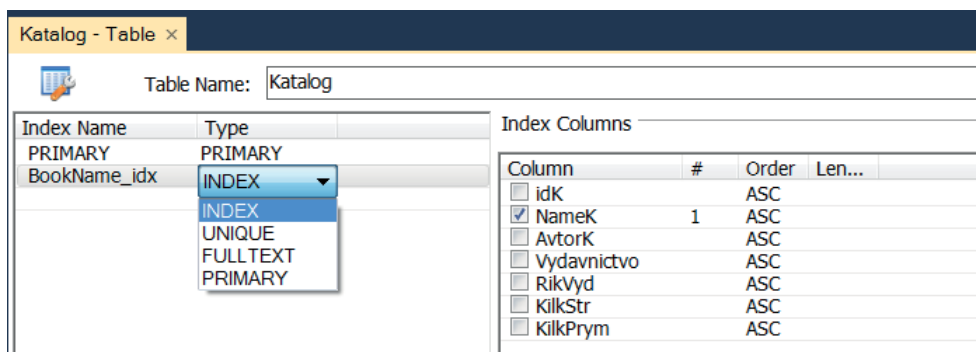 Katalog - Table ×
Table Name: Katalog
Index Name Type
PRIMARY PRIMARY
BookName_idx INDEX
INDEX
UNIQUE
FULLTEXT
PRIMARY
Index Columns
Column # Order Len...
idK ASC
NameK 1 ASC
AvtorK ASC
Vydavnictvo ASC
RikVyd ASC
KilkStr ASC
KilkPrym ASC